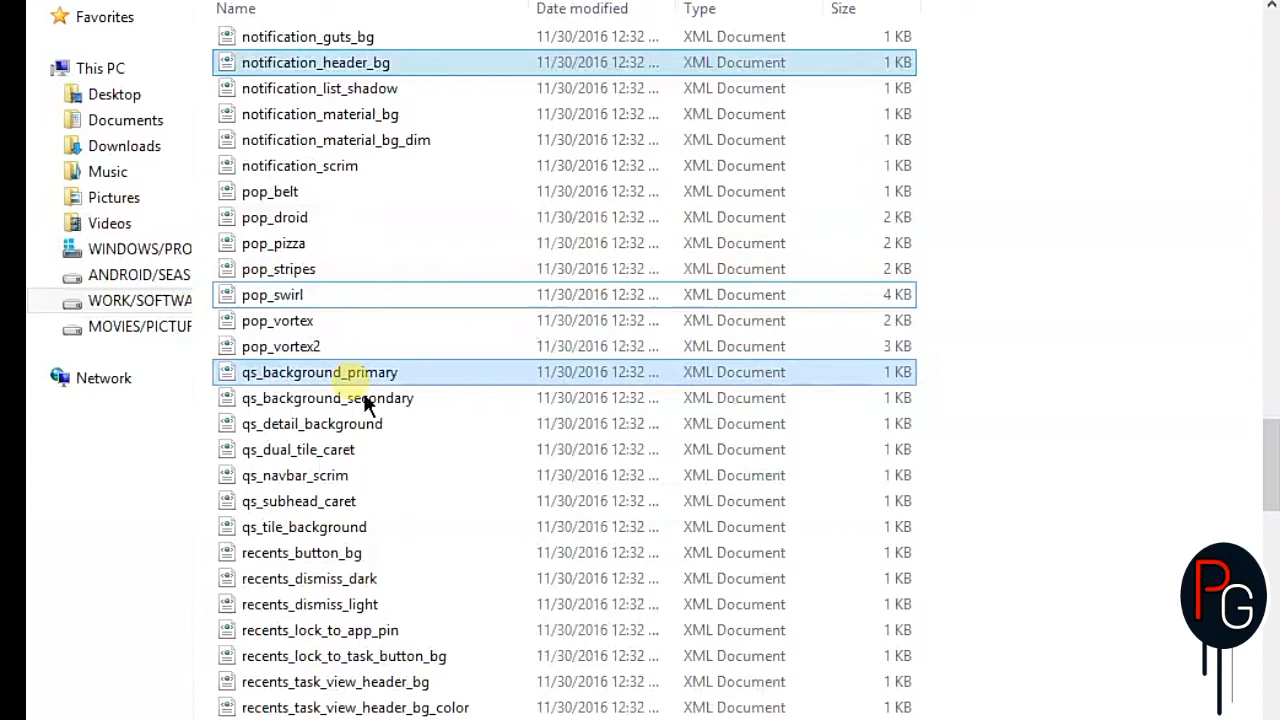 Name Date modified Type Size
Favorites
This PC
Desktop
Documents
Downloads
Music
Pictures
Videos
WINDOWS/PRO
ANDROID/SEAS
WORK/SOFTWA
MOVIES/PICTUF
Network
notification_guts_bg 11/30/2016 12:32 ... XML Document 1 KB
notification_header_bg 11/30/2016 12:32 ... XML Document 1 KB
notification_list_shadow 11/30/2016 12:32 ... XML Document 1 KB
notification_material_bg 11/30/2016 12:32 ... XML Document 1 KB
notification_material_bg_dim 11/30/2016 12:32 ... XML Document 1 KB
notification_scrim 11/30/2016 12:32 ... XML Document 1 KB
pop_belt 11/30/2016 12:32 ... XML Document 1 KB
pop_droid 11/30/2016 12:32 ... XML Document 2 KB
pop_pizza 11/30/2016 12:32 ... XML Document 2 KB
pop_stripes 11/30/2016 12:32 ... XML Document 2 KB
pop_swirl 11/30/2016 12:32 ... XML Document 4 KB
pop_vortex 11/30/2016 12:32 ... XML Document 2 KB
pop_vortex2 11/30/2016 12:32 ... XML Document 3 KB
qs_background_primary 11/30/2016 12:32 ... XML Document 1 KB
qs_background_secondary 11/30/2016 12:32 ... XML Document 1 KB
qs_detail_background 11/30/2016 12:32 ... XML Document 1 KB
qs_dual_tile_caret 11/30/2016 12:32 ... XML Document 1 KB
qs_navbar_scrim 11/30/2016 12:32 ... XML Document 1 KB
qs_subhead_caret 11/30/2016 12:32 ... XML Document 1 KB
qs_tile_background 11/30/2016 12:32 ... XML Document 1 KB
recents_button_bg 11/30/2016 12:32 ... XML Document 1 KB
recents_dismiss_dark 11/30/2016 12:32 ... XML Document 1 KB
recents_dismiss_light 11/30/2016 12:32 ... XML Document 1 KB
recents_lock_to_app_pin 11/30/2016 12:32 ... XML Document 1 KB
recents_lock_to_task_button_bg 11/30/2016 12:32 ... XML Document 1 KB
recents_task_view_header_bg 11/30/2016 12:32 ... XML Document 1 KB
recents_task_view_header_bg_color 11/30/2016 12:32 ... XML Document 1 KB
PG